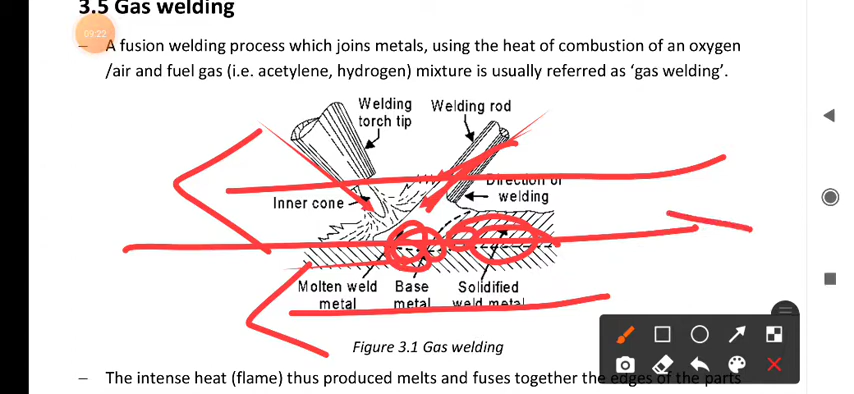 3.5 Gas welding
09:22
– A fusion welding process which joins metals, using the heat of combustion of an oxygen
/air and fuel gas (i.e. acetylene, hydrogen) mixture is usually referred as ‘gas welding’.
Welding torch tip
Welding rod
Direction of welding
Inner cone
Molten weld metal
Base metal
Solidified weld metal
Figure 3.1 Gas welding
– The intense heat (flame) thus produced melts and fuses together the edges of the parts